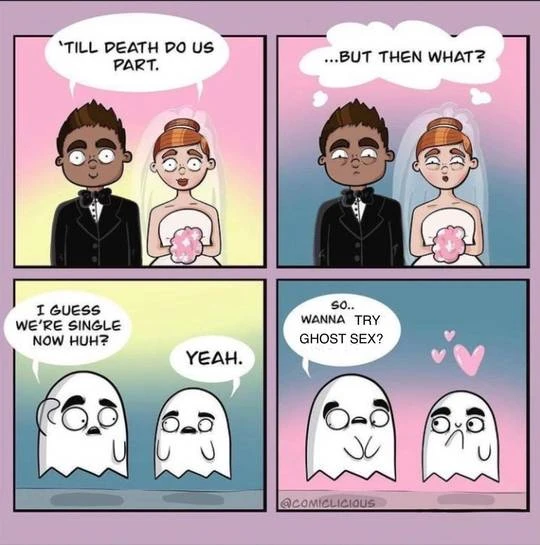 'TILL DEATH DO US
PART.
...BUT THEN WHAT?
I GUESS
WE'RE SINGLE
NOW HUH?
YEAH.
SO..
WANNA TRY
GHOST SEX?
@COMICLICIOUS